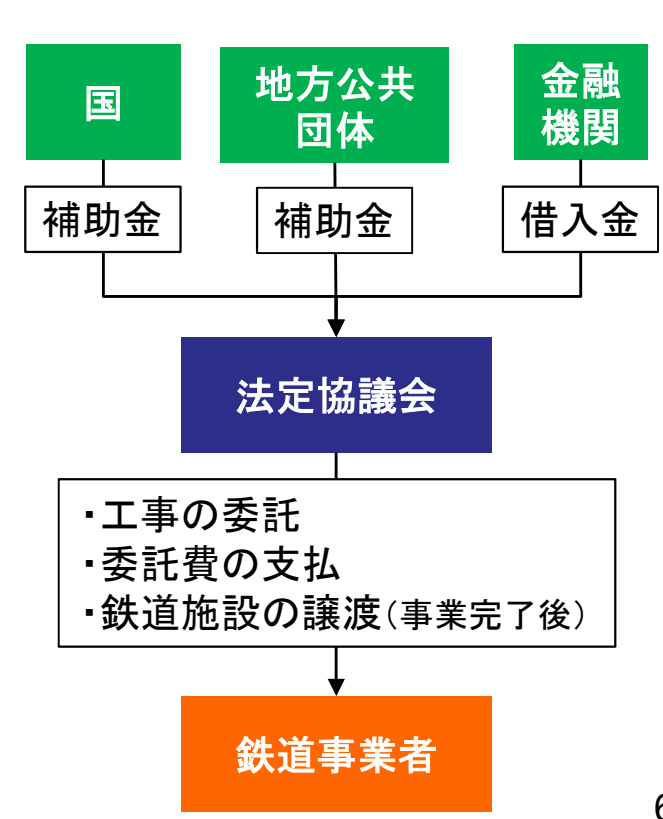 国
地方公共
団体
金融
機関
補助金
補助金
借入金
法定協議会
・工事の委託
・委託費の支払
・鉄道施設の譲渡(事業完了後)
鉄道事業者